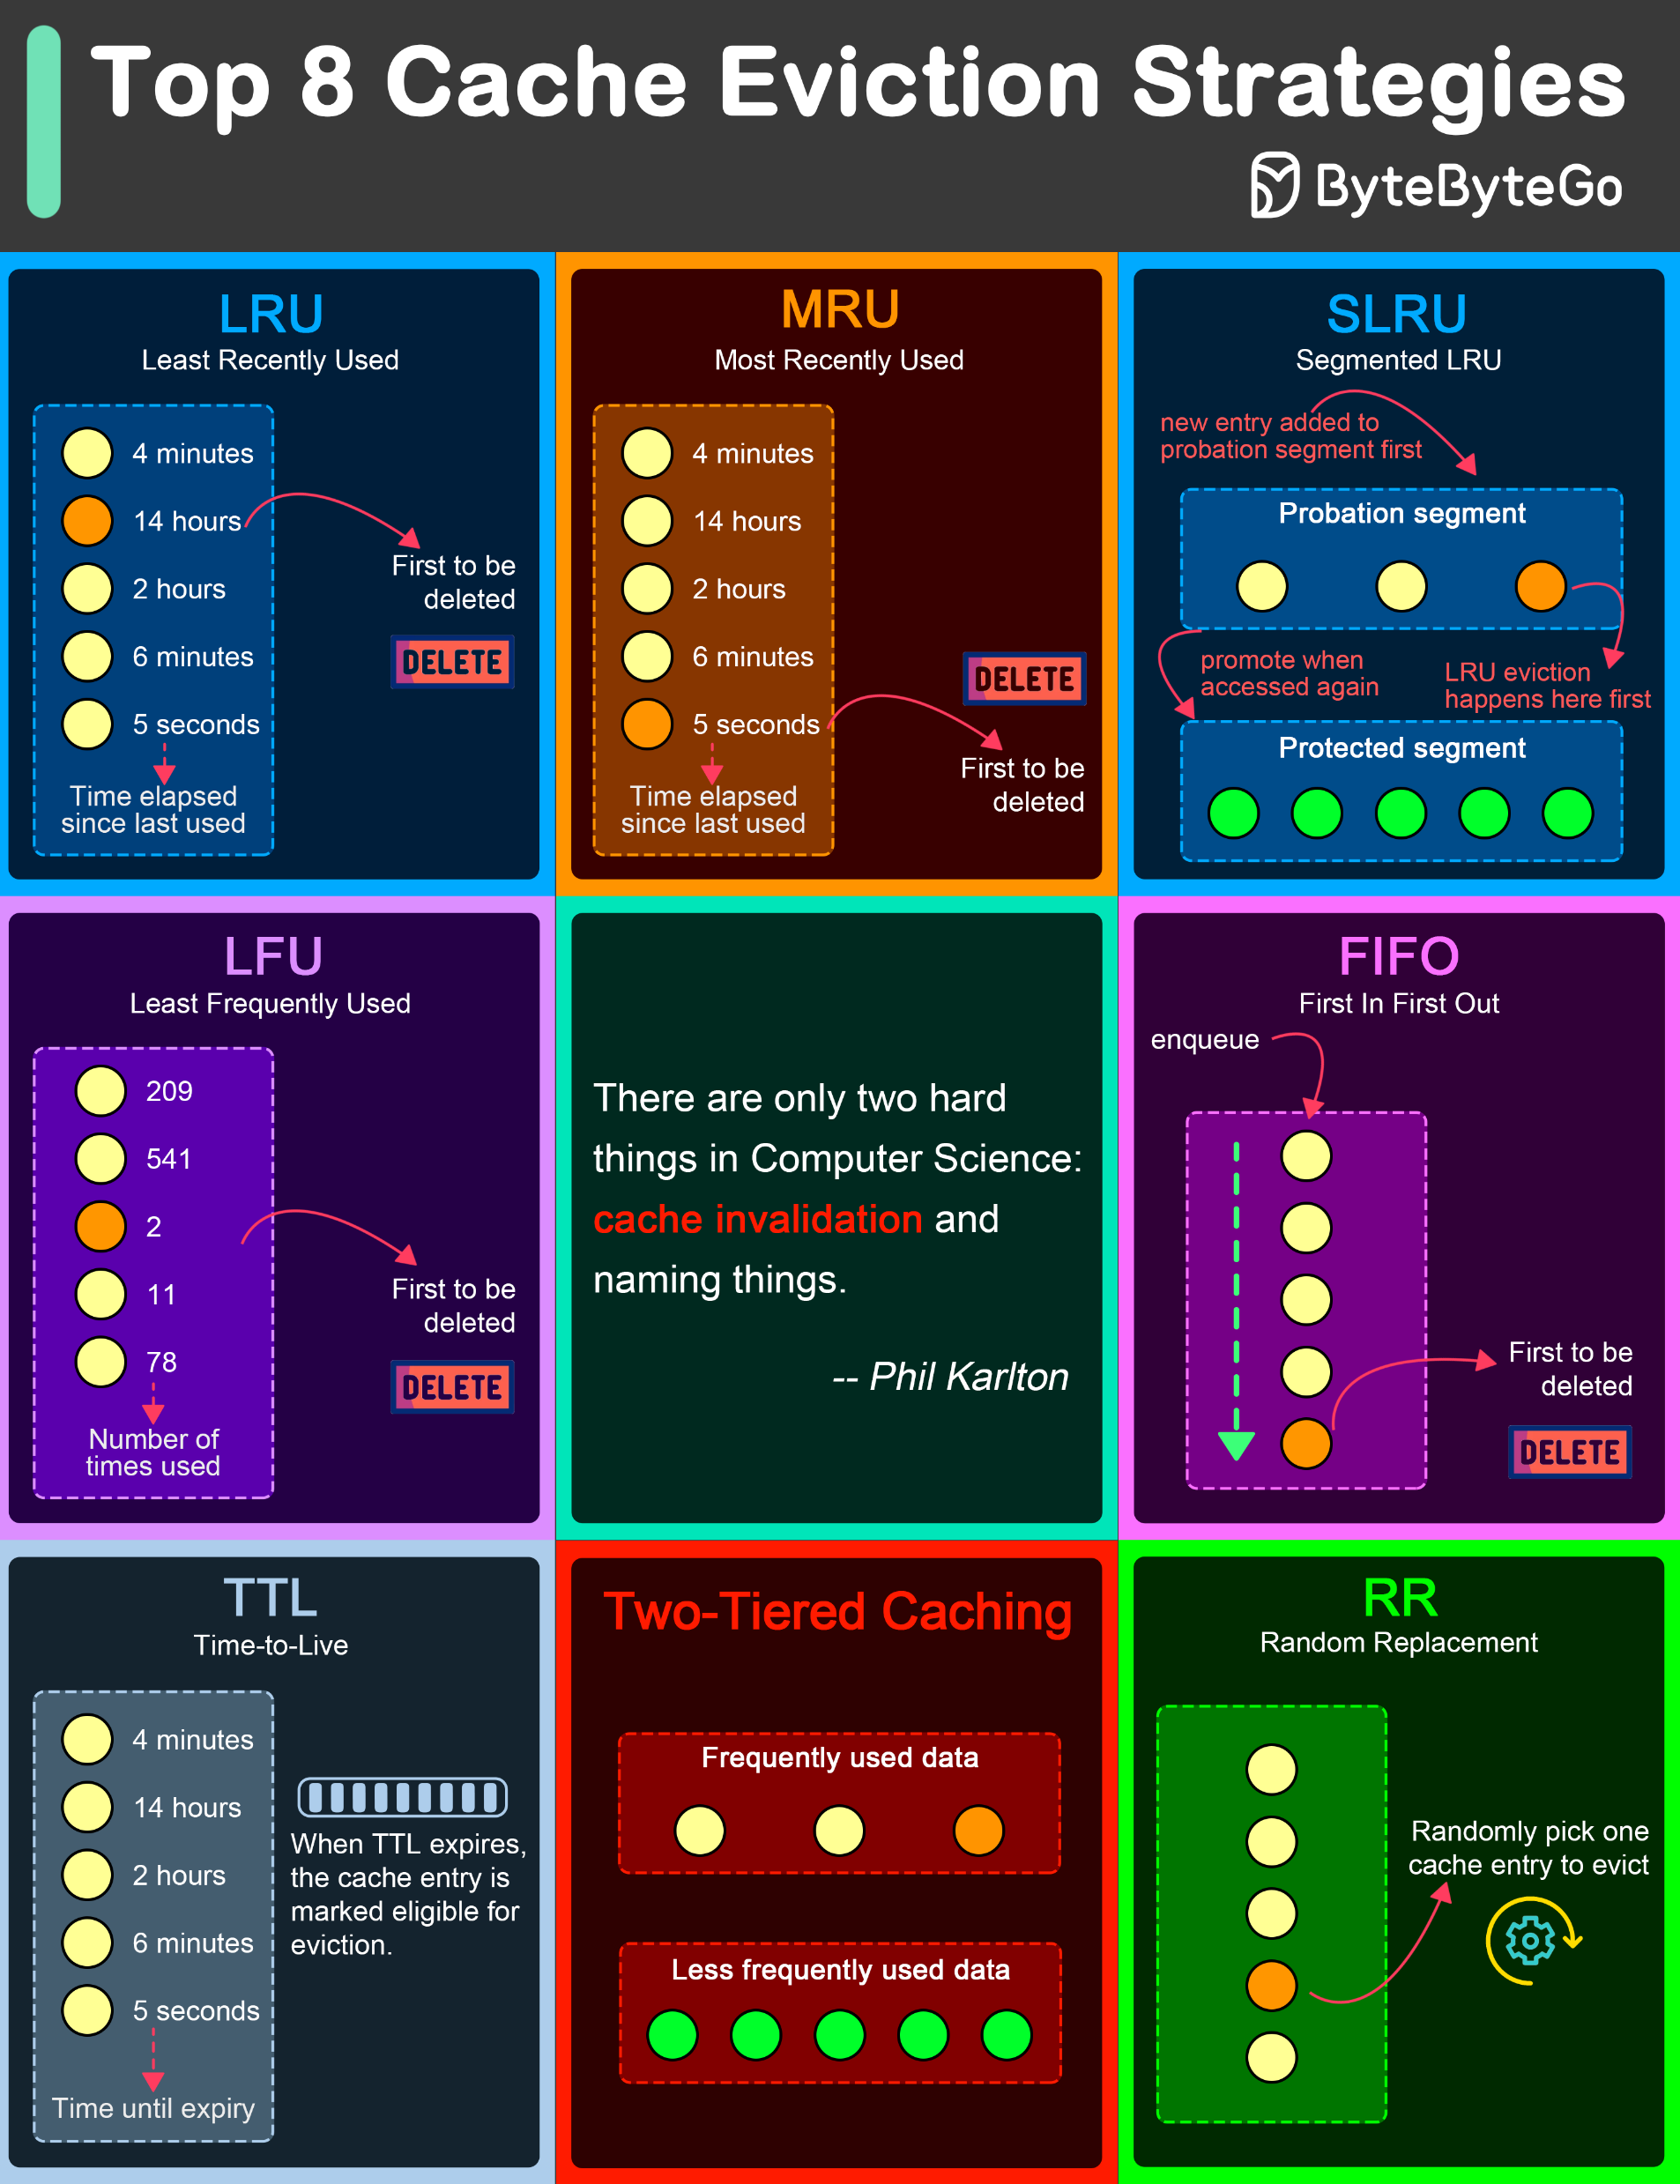 Top 8 Cache Eviction Strategies
ByteByteGo
LRU
Least Recently Used
4 minutes
14 hours
2 hours
6 minutes
5 seconds
Time elapsed
since last used
First to be
deleted
DELETE
MRU
Most Recently Used
4 minutes
14 hours
2 hours
6 minutes
5 seconds
Time elapsed
since last used
DELETE
First to be
deleted
SLRU
Segmented LRU
new entry added to
probation segment first
Probation segment
promote when
accessed again
LRU eviction
happens here first
Protected segment
LFU
Least Frequently Used
209
541
2
11
78
Number of
times used
First to be
deleted
DELETE
There are only two hard
things in Computer Science:
cache invalidation and
naming things.
-- Phil Karlton
FIFO
First In First Out
enqueue
First to be
deleted
DELETE
TTL
Time-to-Live
4 minutes
14 hours
2 hours
6 minutes
5 seconds
Time until expiry
When TTL expires,
the cache entry is
marked eligible for
eviction.
Two-Tiered Caching
Frequently used data
Less frequently used data
RR
Random Replacement
Randomly pick one
cache entry to evict